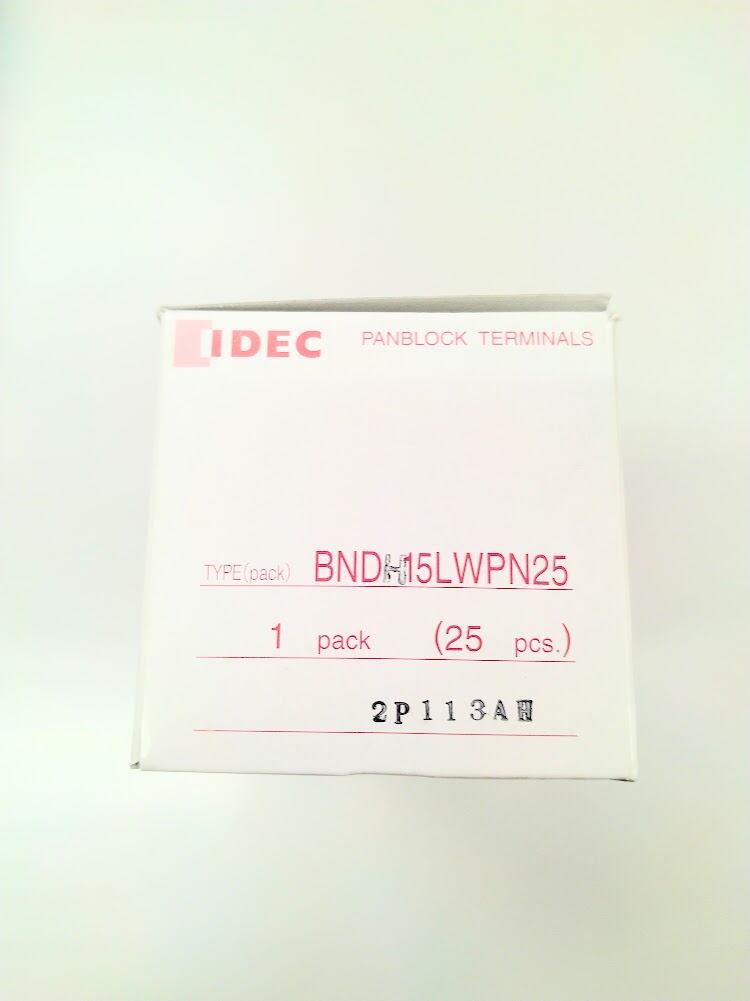 IDEC PANBLOCK TERMINALS
TYPE(pack) BNDH15LWPN25
1 pack (25 pcs.)
2P113AH